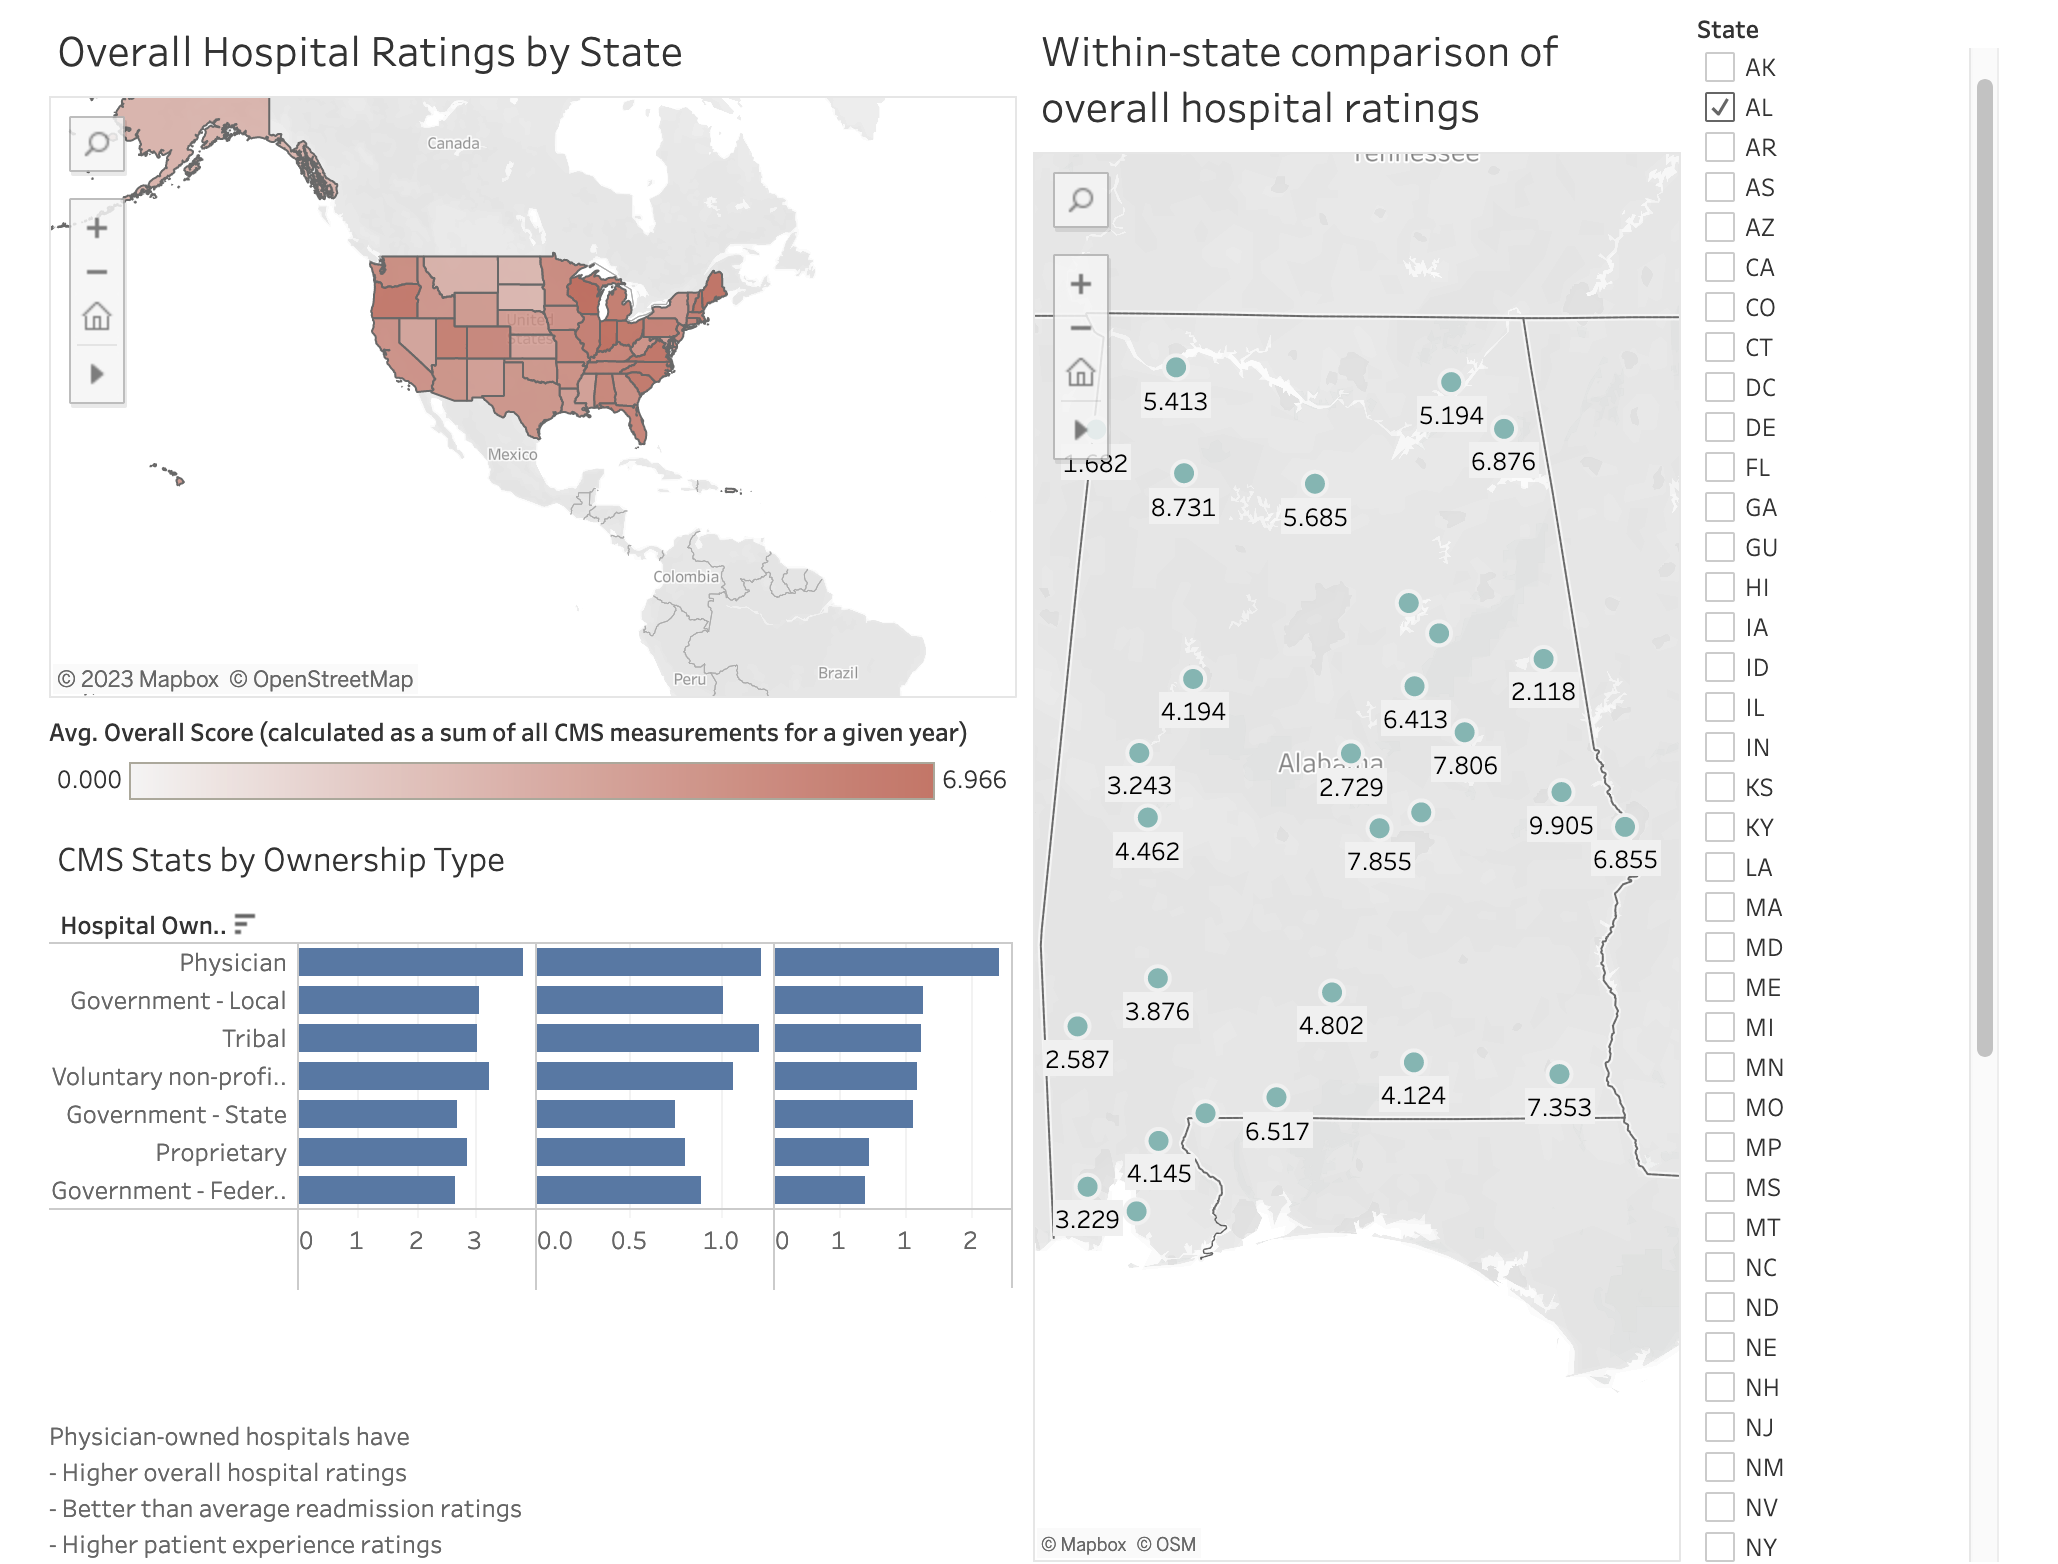 Overall Hospital Ratings by State
Canada
United
States
Mexico
Colombia
Peru
Brazil
© 2023 Mapbox © OpenStreetMap
Avg. Overall Score (calculated as a sum of all CMS measurements for a given year)
0.000
6.966
CMS Stats by Ownership Type
Hospital Own..
Physician
Government - Local
Tribal
Voluntary non-profi..
Government - State
Proprietary
Government - Feder..
0 1 2 3
0.0 0.5 1.0
0 1 1 2
Physician-owned hospitals have
- Higher overall hospital ratings
- Better than average readmission ratings
- Higher patient experience ratings
Within-state comparison of
overall hospital ratings
Tennessee
5.413
5.194
6.876
1.682
8.731
5.685
2.118
4.194
6.413
7.806
Alabama
3.243
2.729
9.905
4.462
7.855
6.855
3.876
4.802
2.587
4.124
7.353
6.517
4.145
3.229
© Mapbox © OSM
State
AK
AL
AR
AS
AZ
CA
CO
CT
DC
DE
FL
GA
GU
HI
IA
ID
IL
IN
KS
KY
LA
MA
MD
ME
MI
MN
MO
MP
MS
MT
NC
ND
NE
NH
NJ
NM
NV
NY